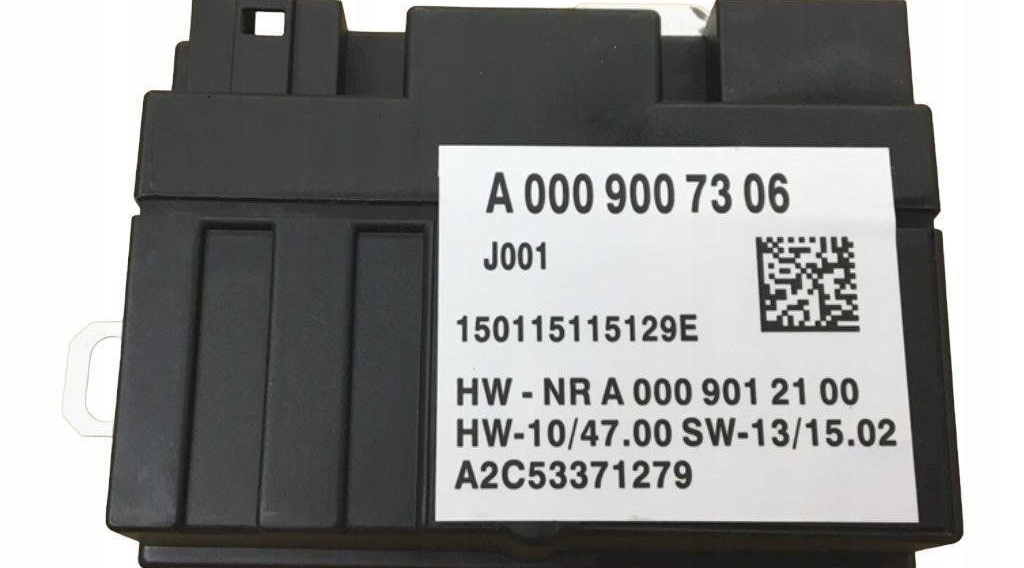 A 000 900 73 06
J001
150115115129E
HW - NR A 000 901 21 00
HW-10/47.00 SW-13/15.02
A2C53371279